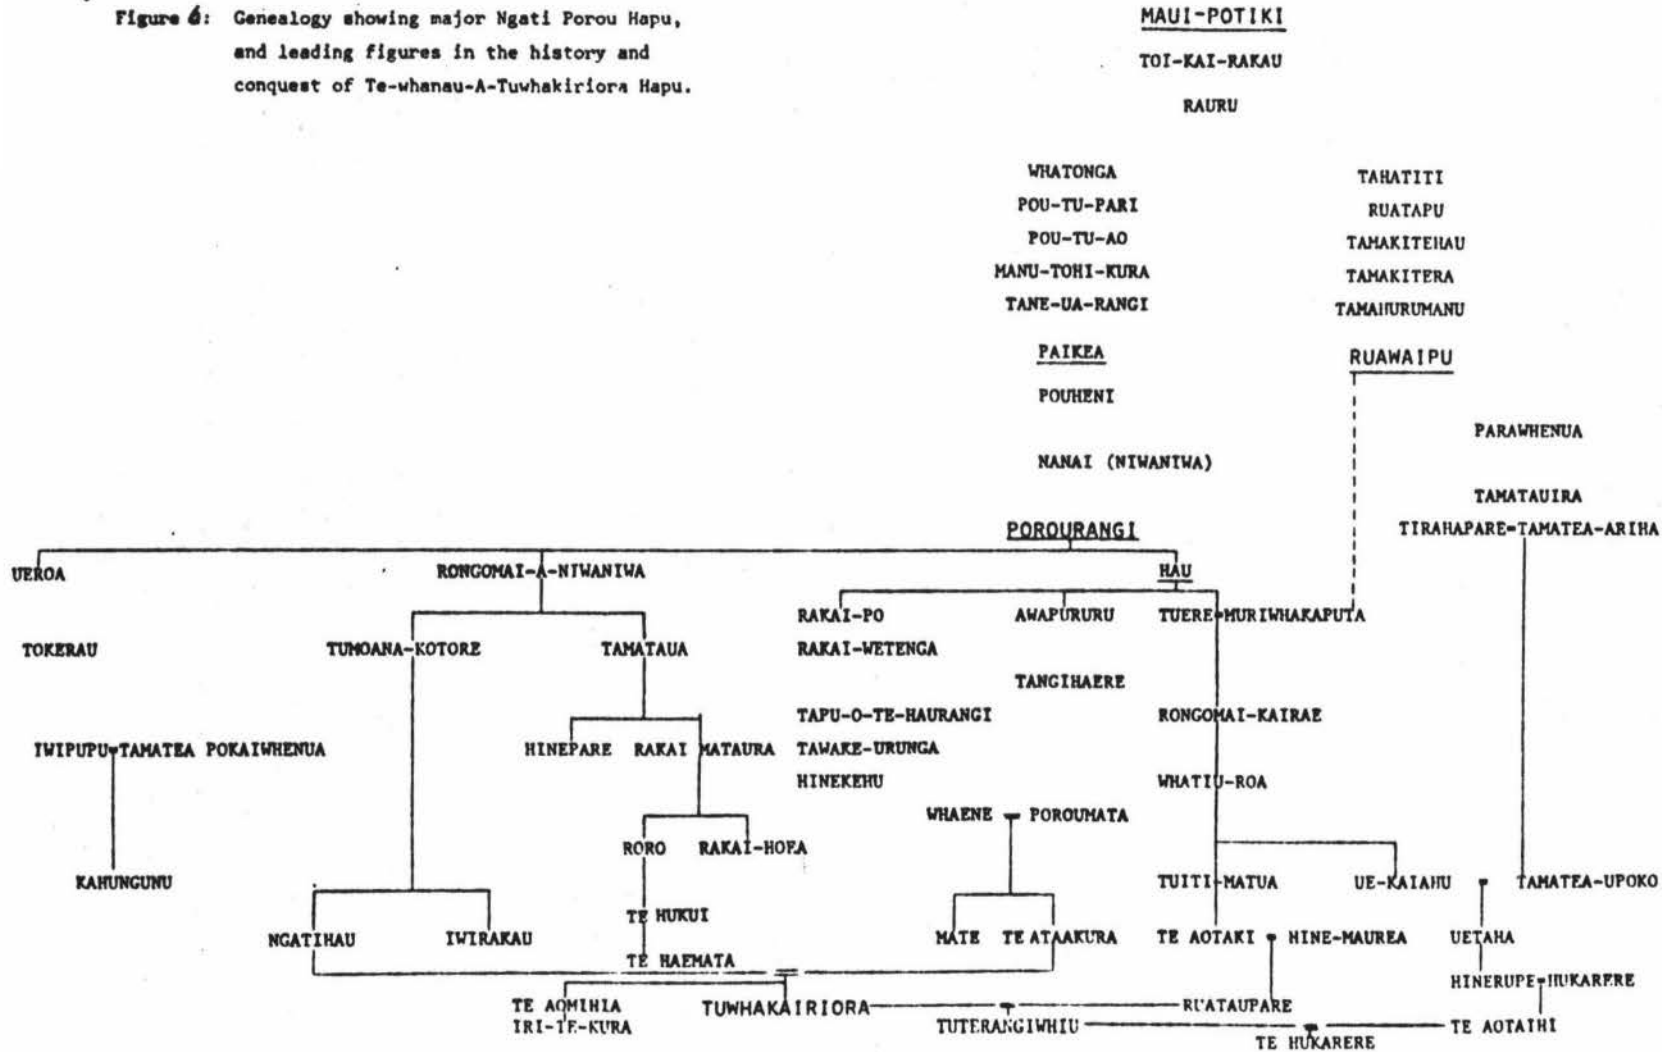 Figure 6: Genealogy showing major Ngati Porou Hapu,
and leading figures in the history and
conquest of Te-whanau-A-Tuwhakiriora Hapu.
MAUI-POTIKI
TOI-KAI-RAKAU
RAURU
WHATONGA TAHATITI
POU-TU-PARI RUATAPU
POU-TU-AO TAMAKITEHAU
MANU-TOHI-KURA TAMAKITERA
TANE-UA-RANGI TAMAHURUMANU
PAIKEA RUAWAIPU
POUHENI
PARAWHENUA
NANAI (NIWANIWA)
TAMATAUIRA
POROURANGI TIRAHAPARE=TAMATEA-ARIHA
UEROA RONGOMAI-A-NIWANIWA HAU
RAKAI-PO AWAPURURU TUERE=MURIWHAKAPUTA
TOKERAU TUMOANA-KOTORE TAMATAUA RAKAI-WETENGA
TANGIHAERE
TAPU-O-TE-HAURANGI RONGOMAI-KAIRAE
IWIPUPU=TAMATEA POKAIWHENUA HINEPARE RAKAI MATAURA TAWAKE-URUNGA
HINEKEHU WHATIU-ROA
WHAENE = POROUMATA
RORO RAKAI-HOEA
KAHUNGUNU TUITI-MATUA UE-KAIAHU = TAMATEA-UPOKO
TE HUKUI
NGATIHAU IWIRAKAU MATE TE ATAAKURA TE AOTAKI = HINE-MAUREA UETAHA
TE HAEMATA
HINERUPE=HUKARERE
TE AOMIHIA TUWHAKAIRIORA RUATAUPARE
IRI-TE-KURA TUTERANGIWHIU TE AOTAIHI
TE HUKARERE